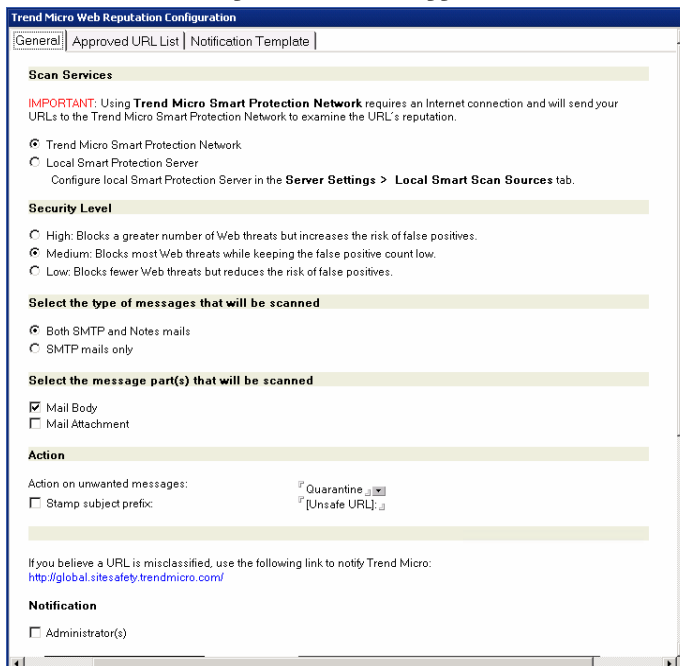 Trend Micro Web Reputation Configuration
General Approved URL List Notification Template
Scan Services
IMPORTANT: Using Trend Micro Smart Protection Network requires an Internet connection and will send your
URLs to the Trend Micro Smart Protection Network to examine the URL's reputation.
Trend Micro Smart Protection Network
Local Smart Protection Server
Configure local Smart Protection Server in the Server Settings > Local Smart Scan Sources tab.
Security Level
High: Blocks a greater number of Web threats but increases the risk of false positives.
Medium: Blocks most Web threats while keeping the false positive count low.
Low: Blocks fewer Web threats but reduces the risk of false positives.
Select the type of messages that will be scanned
Both SMTP and Notes mails
SMTP mails only
Select the message part(s) that will be scanned
Mail Body
Mail Attachment
Action
Action on unwanted messages: Quarantine
Stamp subject prefix: [Unsafe URL]:
If you believe a URL is misclassified, use the following link to notify Trend Micro:
http://global.sitesafety.trendmicro.com/
Notification
Administrator(s)